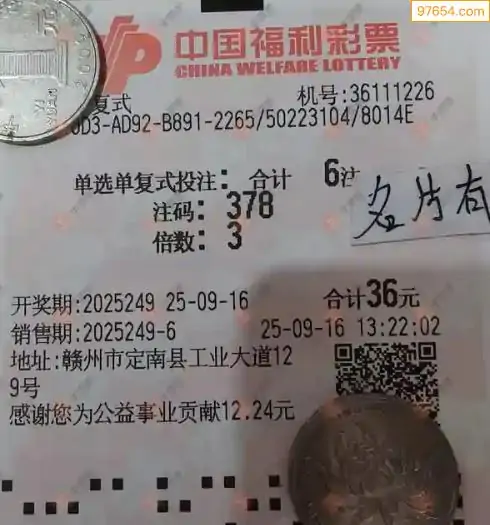 97654.com
中国福利彩票
CHINA WELFARE LOTTERY
复式 机号:36111226
0D3-AD92-B891-2265/50223104/8014E
单选单复式投注: 合计 6注
注码: 378
倍数: 3
名片有
开奖期:2025249 25-09-16 合计36元
销售期:2025249-6 25-09-16 13:22:02
地址:赣州市定南县工业大道12
9号
感谢您为公益事业贡献12.24元